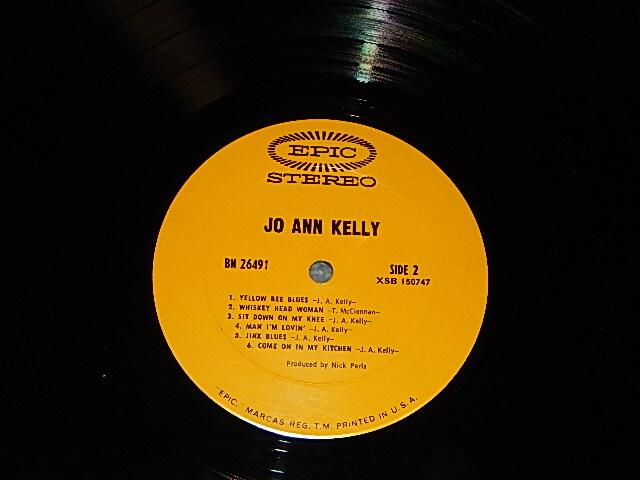 EPIC
STEREO
JO ANN KELLY
BN 26491
SIDE 2
XSB 150747
1. YELLOW BEE BLUES -J. A. Kelly-
2. WHISKEY HEAD WOMAN -T. McClennan-
3. SIT DOWN ON MY KNEE -J. A. Kelly-
4. MAN I'M LOVIN' -J. A. Kelly-
5. JINX BLUES -J. A. Kelly-
6. COME ON IN MY KITCHEN -J. A. Kelly-
Produced by Nick Perls
"EPIC," MARCAS REG. T.M. PRINTED IN U.S.A.